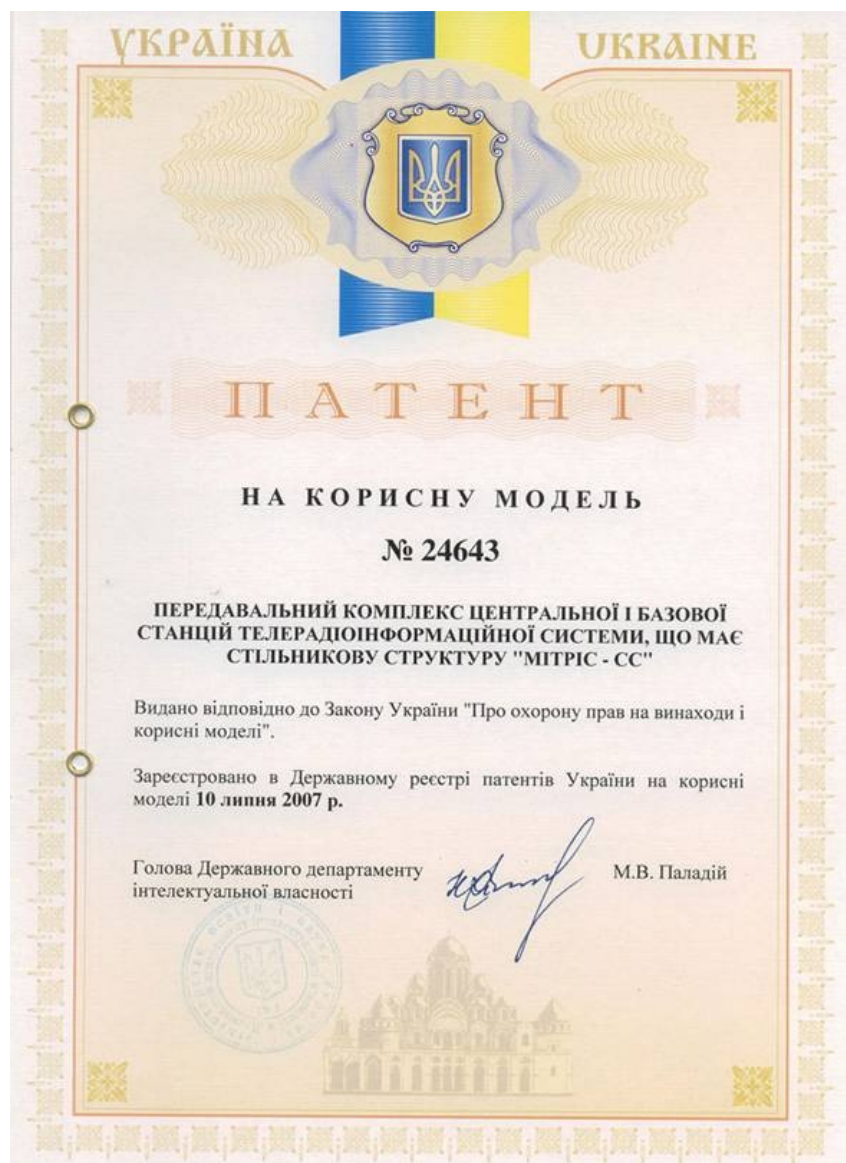 УКРАЇНА
UKRAINE
ПАТЕНТ
НА КОРИСНУ МОДЕЛЬ
№ 24643
ПЕРЕДАВАЛЬНИЙ КОМПЛЕКС ЦЕНТРАЛЬНОЇ І БАЗОВОЇ
СТАНЦІЙ ТЕЛЕРАДІОІНФОРМАЦІЙНОЇ СИСТЕМИ, ЩО МАЄ
СТІЛЬНИКОВУ СТРУКТУРУ "МІТРІС - СС"
Видано відповідно до Закону України "Про охорону прав на винаходи і
корисні моделі".
Зареєстровано в Державному реєстрі патентів України на корисні
моделі 10 липня 2007 р.
Голова Державного департаменту
інтелектуальної власності
М.В. Паладій